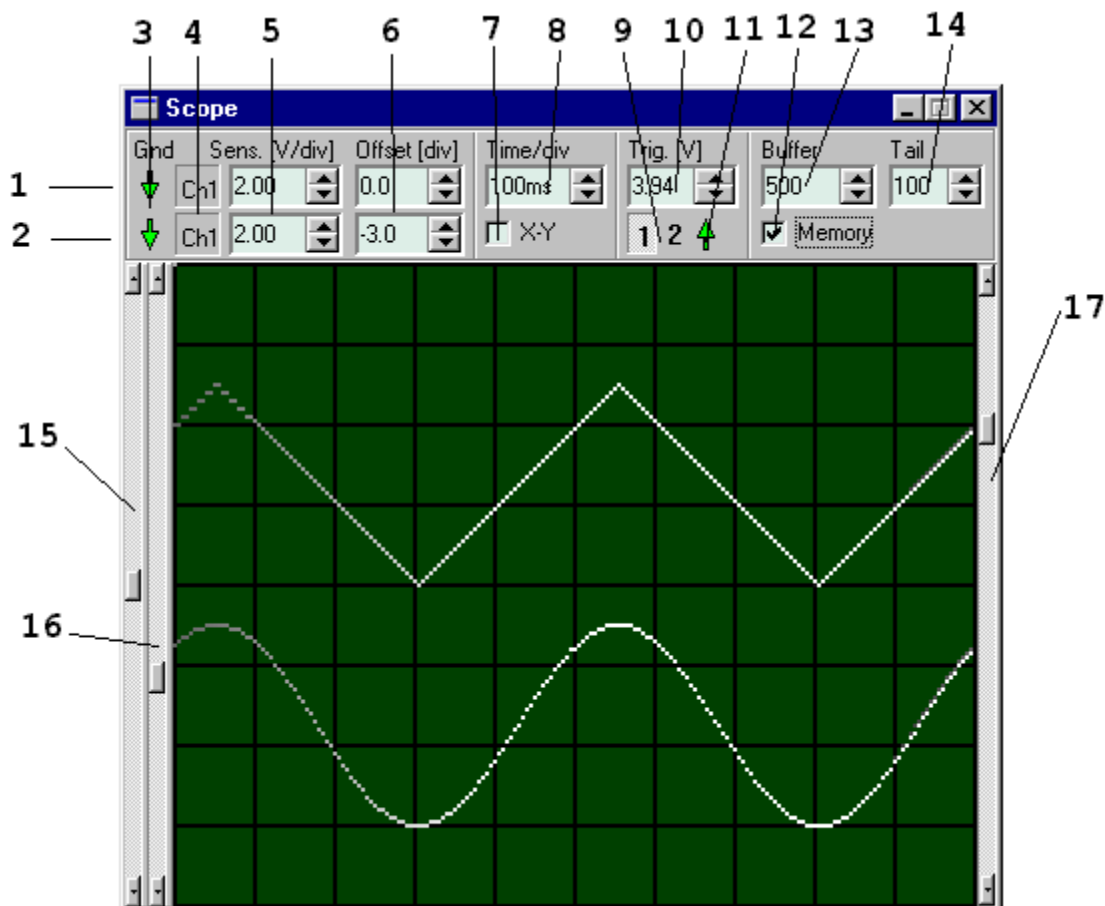 3 4 5 6 7 8 9 10 11 12 13 14
Scope
Gnd Sens. [V/div] Offset [div] Time/div Trig. [V] Buffer Tail
1 Ch1 2.00 0.0 100ms 3.94 500 100
2 Ch1 2.00 -3.0 X-Y 1 2 Memory
17
15
16